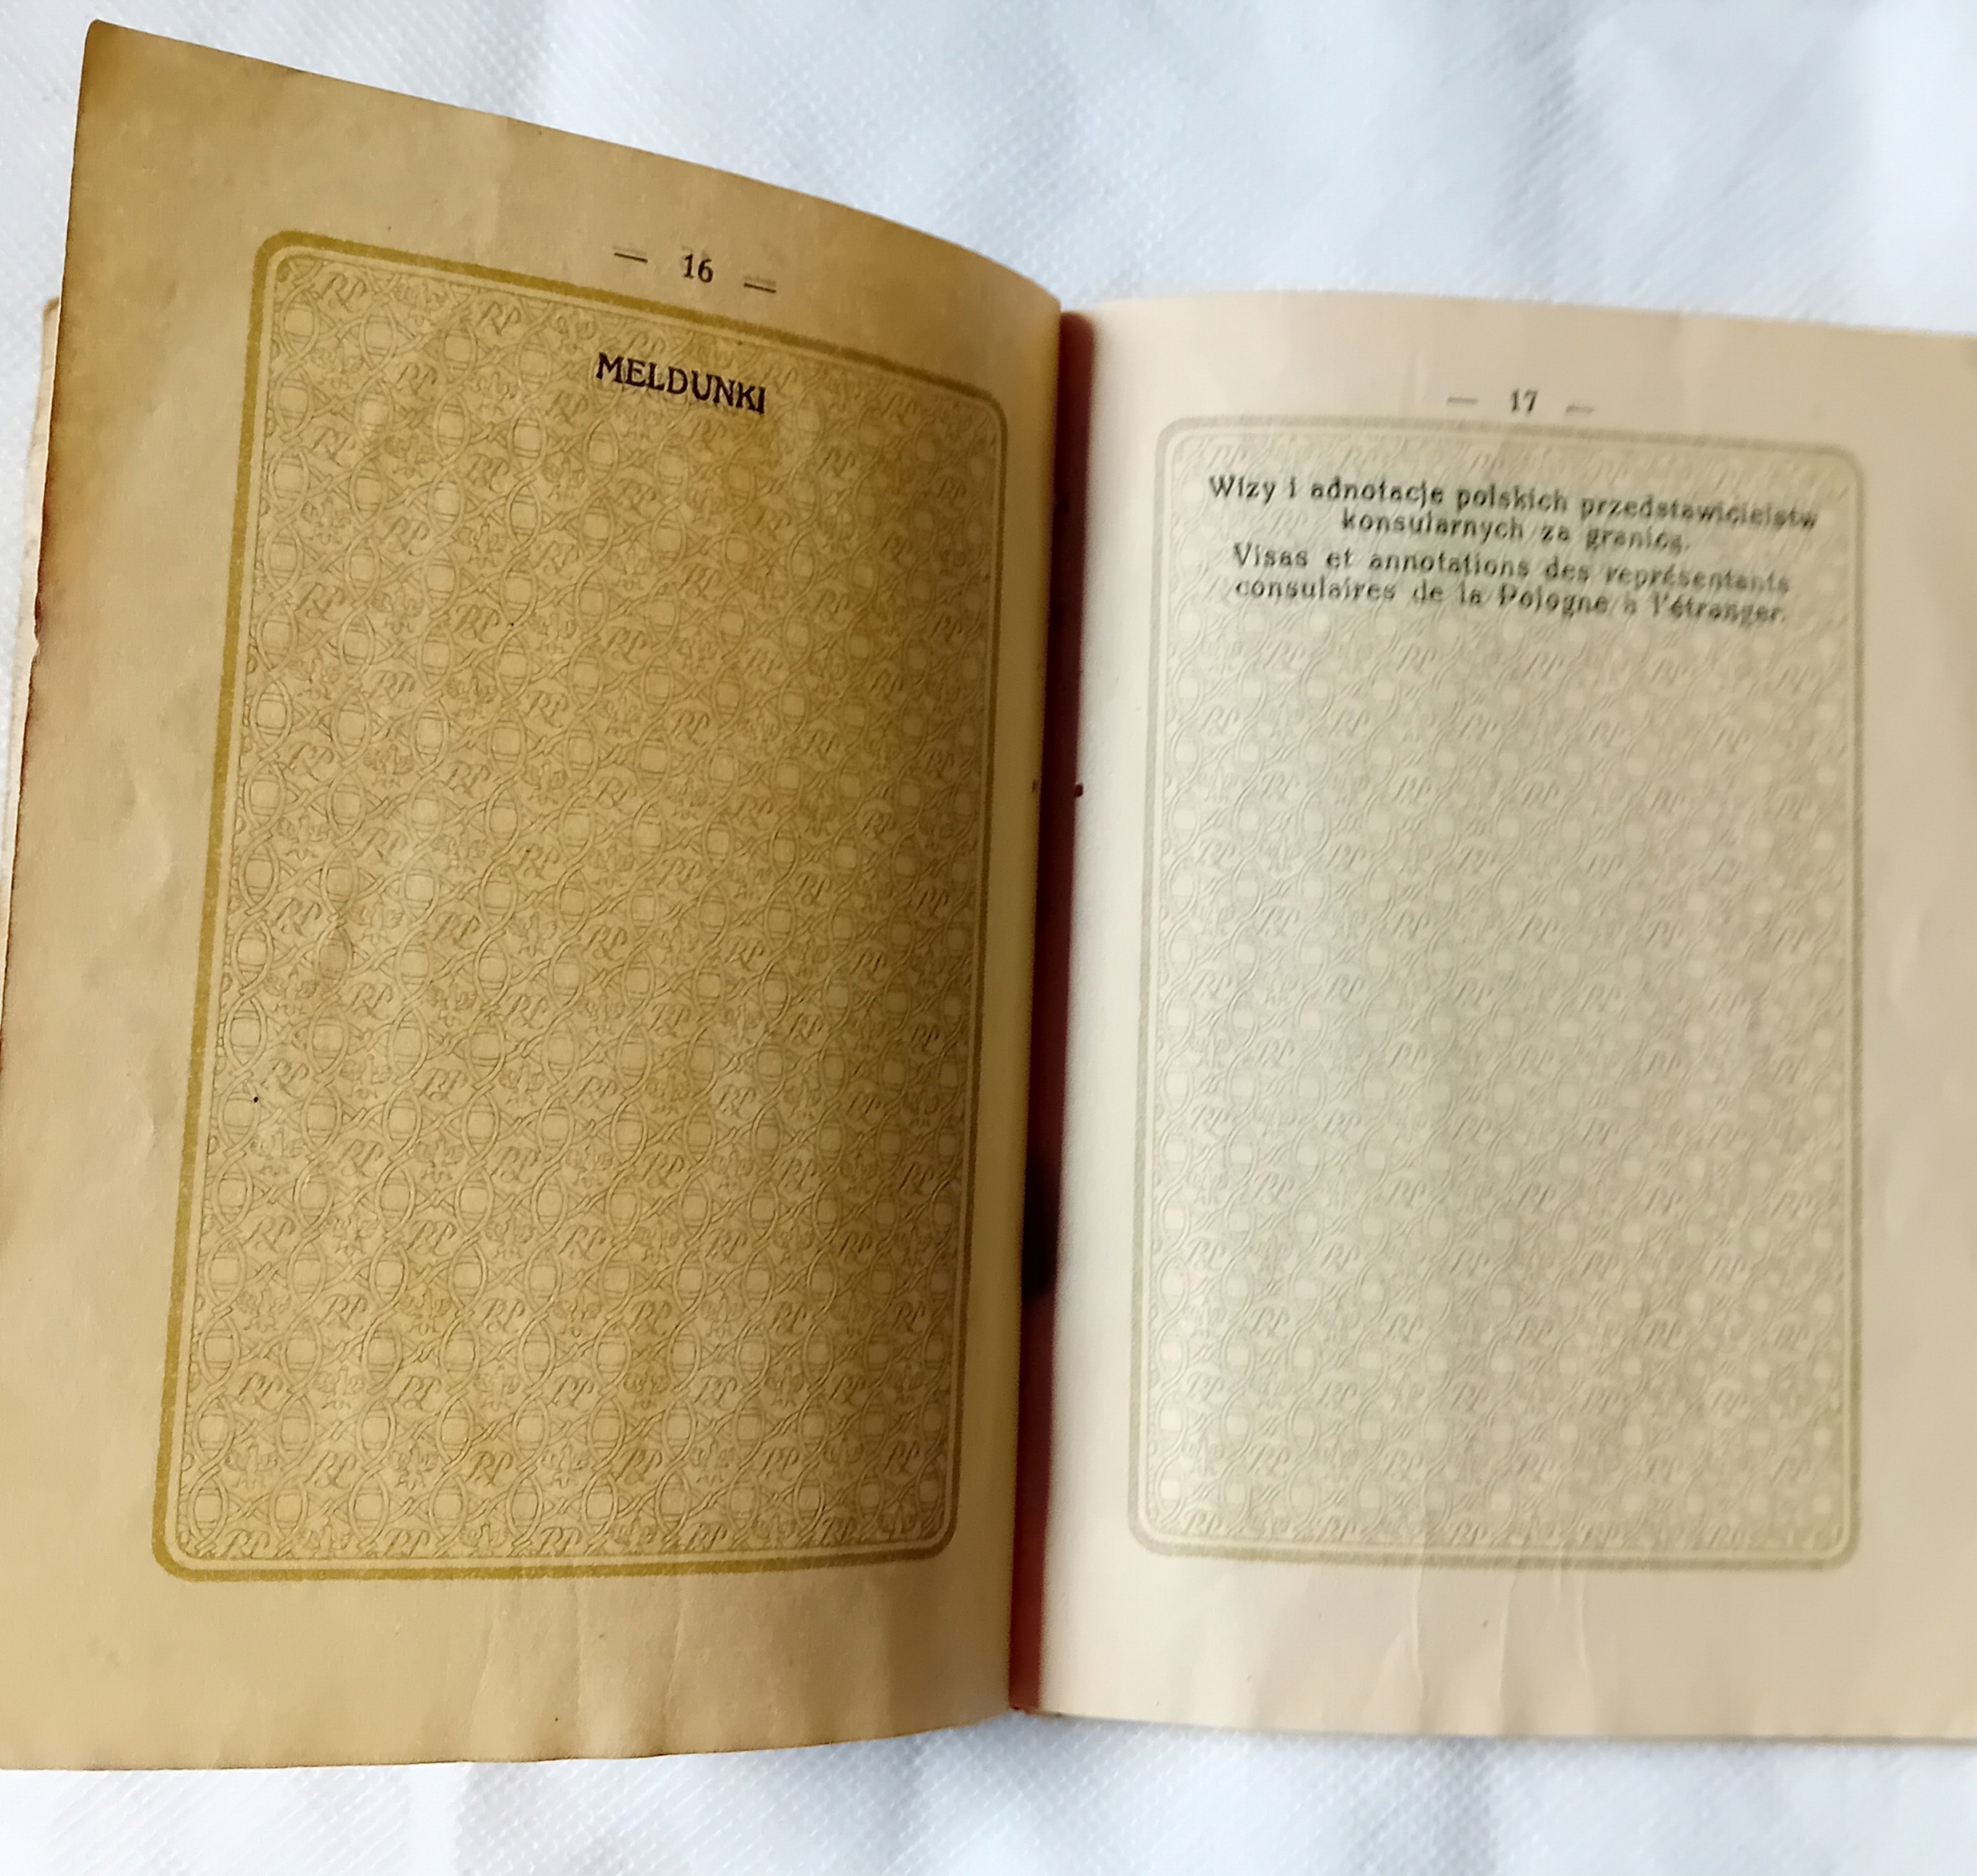 — 16 —
MELDUNKI
— 17 —
Wizy i adnotacje polskich przedstawicielstw
konsularnych za granicą.
Visas et annotations des représentants
consulaires de la Pologne à l'étranger.
RP